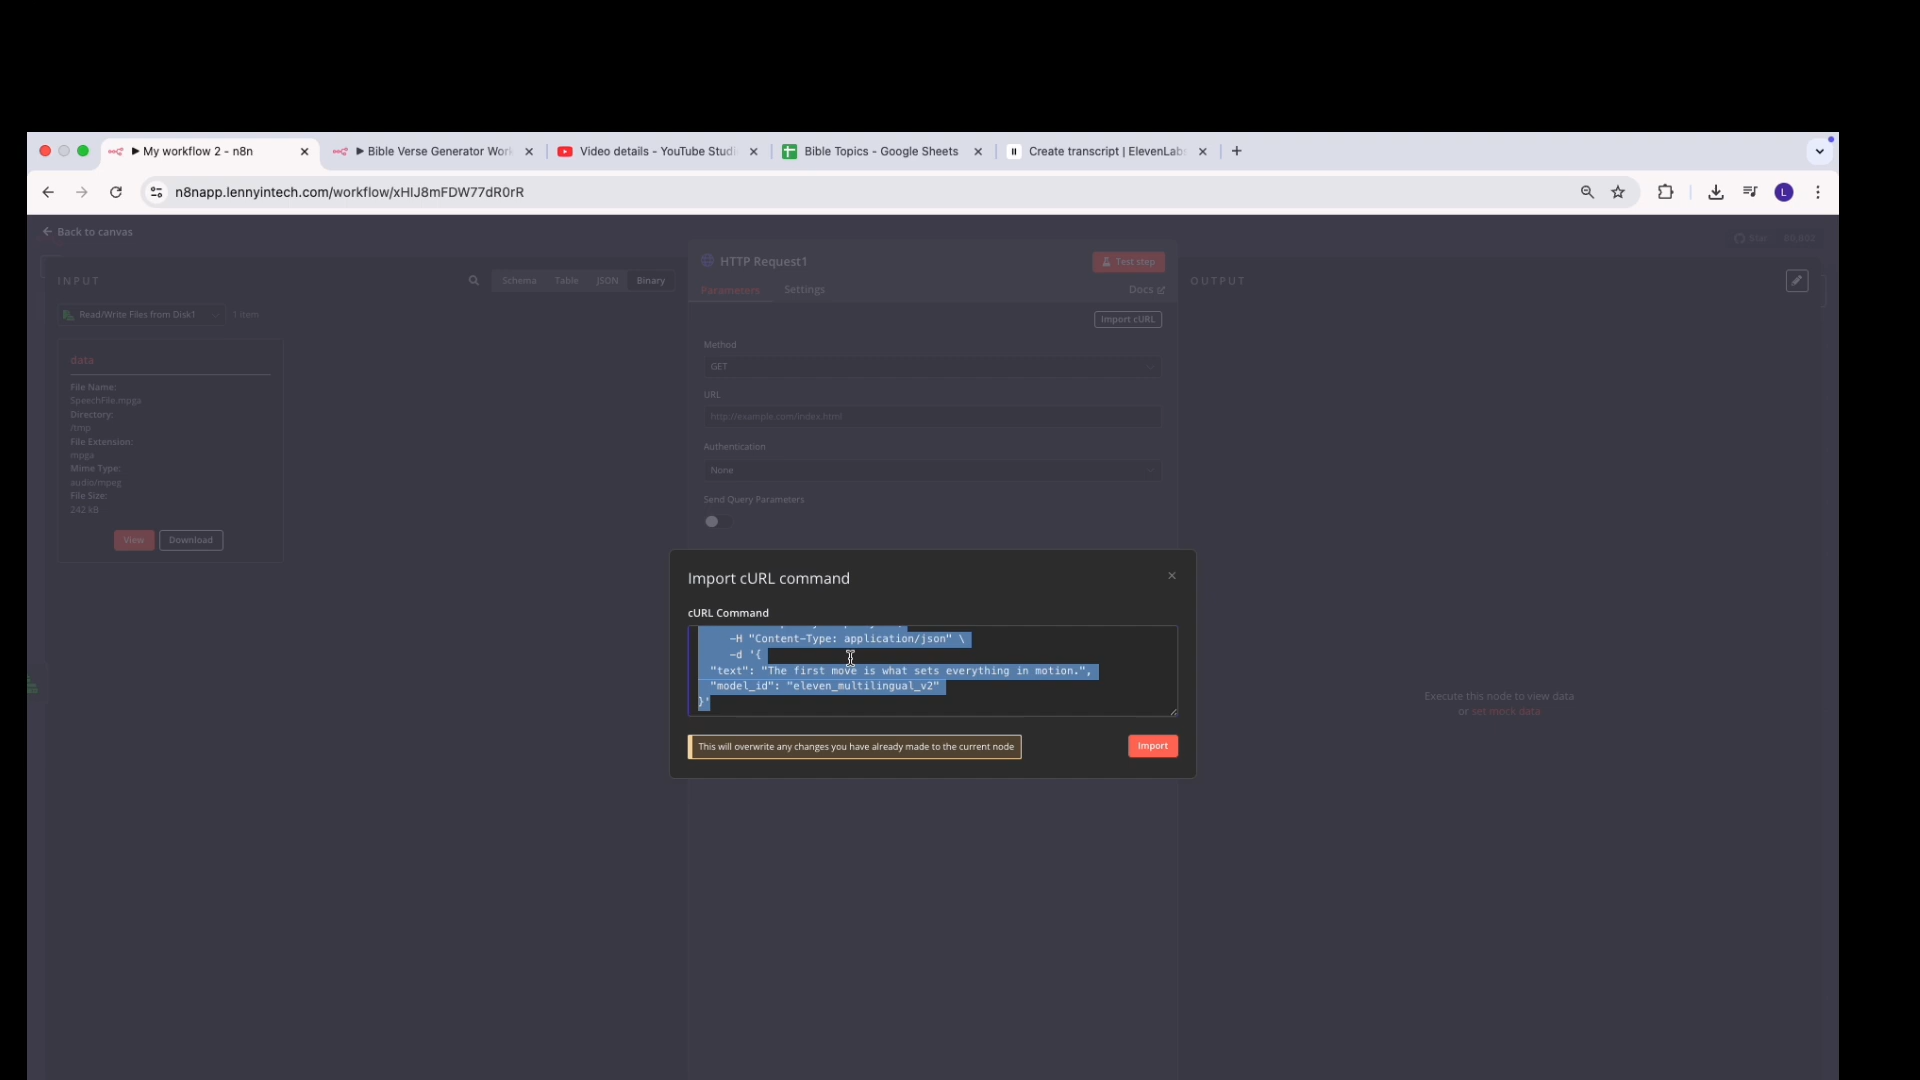 My workflow 2 - n8n
Bible Verse Generator Work
Video details - YouTube Studi
Bible Topics - Google Sheets
Create transcript | ElevenLab
n8napp.lennyintech.com/workflow/xHlJ8mFDW77dR0rR
L
Back to canvas
Star 60,802
INPUT
Schema
Table
JSON
Binary
HTTP Request1
Test step
OUTPUT
Parameters
Settings
Docs
Read/Write Files from Disk1
1 item
Import cURL
data
Method
GET
File Name:
SpeechFile.mpga
Directory:
/tmp
File Extension:
mpga
Mime Type:
audio/mpeg
File Size:
242 kB
View
Download
URL
http://example.com/index.html
Authentication
None
Send Query Parameters
Import cURL command
cURL Command
-H "Content-Type: application/json" \
-d '{
"text": "The first move is what sets everything in motion.",
"model_id": "eleven_multilingual_v2"
}'
This will overwrite any changes you have already made to the current node
Import
Execute this node to view data
or set mock data